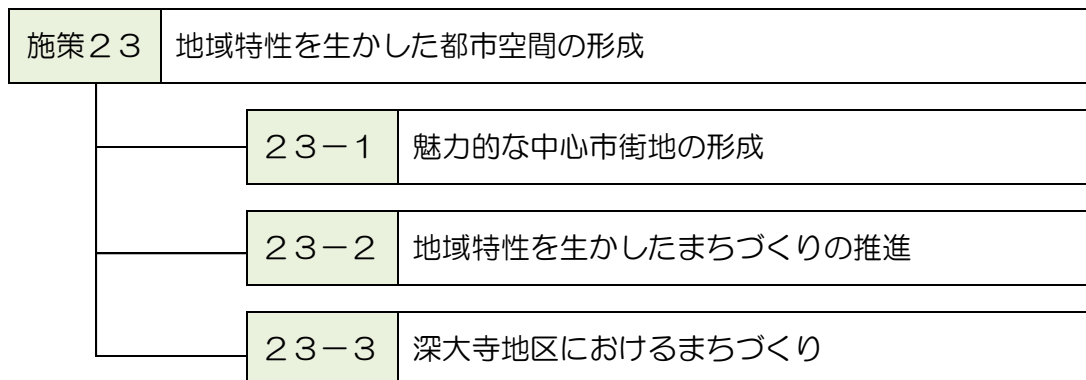 施策23 地域特性を生かした都市空間の形成
23-1 魅力的な中心市街地の形成
23-2 地域特性を生かしたまちづくりの推進
23-3 深大寺地区におけるまちづくり